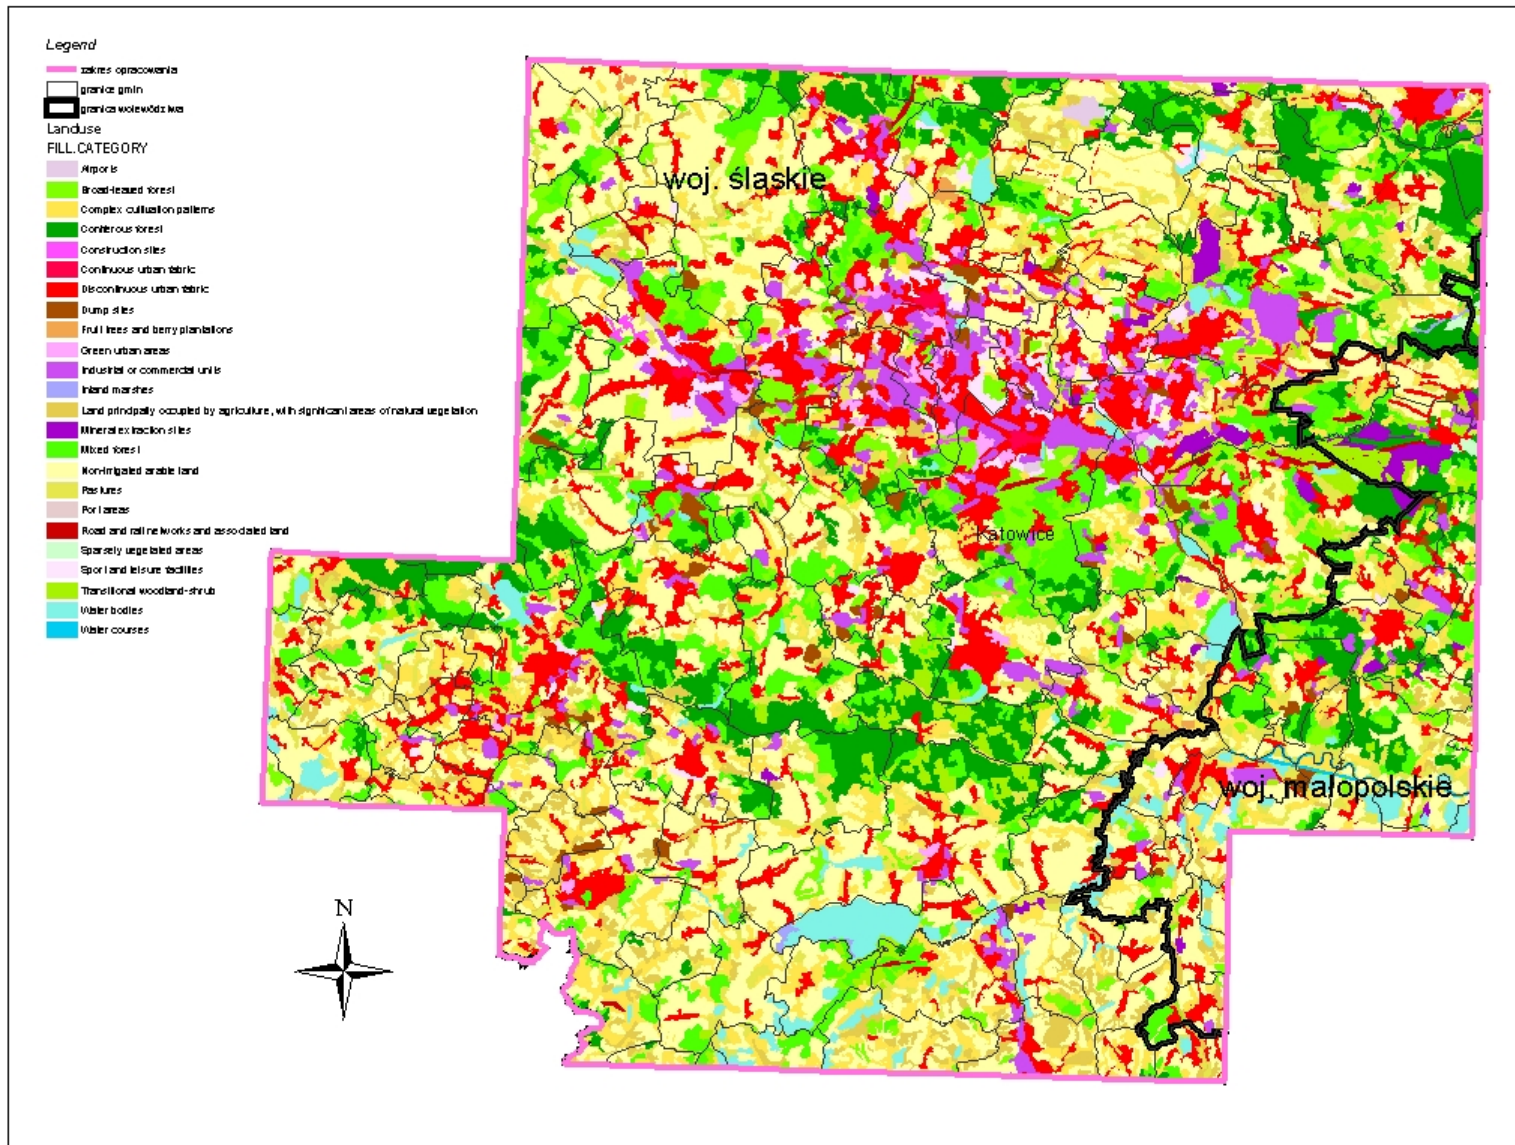 Legend
zakres opracowania
granice gmin
granica województwa
Landuse
FILL.CATEGORY
Airports
Broad-leaved forest
Complex cultivation patterns
Coniferous forest
Construction sites
Continuous urban fabric
Discontinuous urban fabric
Dump sites
Fruit trees and berry plantations
Green urban areas
Industrial or commercial units
Inland marshes
Land principally occupied by agriculture, with significant areas of natural vegetation
Mineral extraction sites
Mixed forest
Non-irrigated arable land
Pastures
Port areas
Road and rail networks and associated land
Sparsely vegetated areas
Sport and leisure facilities
Transitional woodland-shrub
Water bodies
Water courses
woj. śląskie
Katowice
woj. małopolskie
N